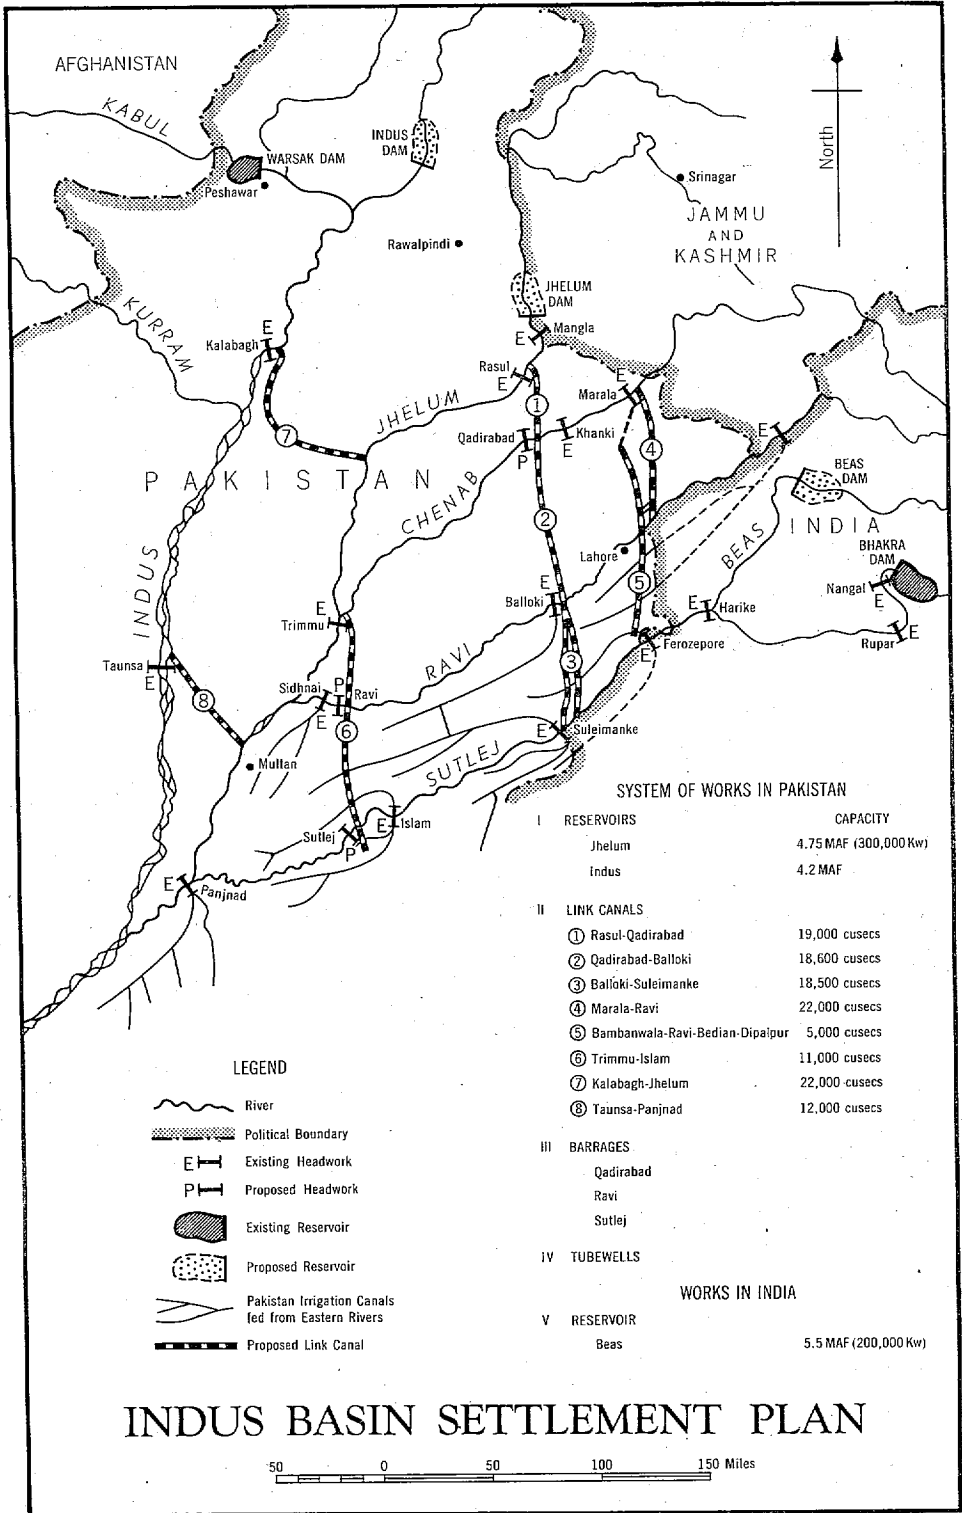 AFGHANISTAN
KABUL
INDUS
DAM
WARSAK DAM
Peshawar
Srinagar
North
JAMMU
AND
KASHMIR
Rawalpindi
JHELUM
DAM
KURRAM
E
Mangla
E
Kalabagh
Rasul
E
E
Marala
JHELUM
1
Qadirabad
P
Khanki
E
E
4
7
PAKISTAN
CHENAB
BEAS
DAM
2
INDIA
BEAS
BHAKRA
DAM
Lahore
Nangal
E
INDUS
5
E
Balloki
E
Harike
E
Trimmu
Ferozepore
E
Rupar
E
RAVI
3
Taunsa
E
Sidhnai
E
P
Ravi
8
6
E
Suleimanke
SUTLEJ
Multan
Islam
E
Sutlej
P
E
Panjnad
SYSTEM OF WORKS IN PAKISTAN
I RESERVOIRS CAPACITY
Jhelum 4.75 MAF (300,000 Kw)
Indus 4.2 MAF
II LINK CANALS
1 Rasul-Qadirabad 19,000 cusecs
2 Qadirabad-Balloki 18,600 cusecs
3 Balloki-Suleimanke 18,500 cusecs
4 Marala-Ravi 22,000 cusecs
5 Bambanwala-Ravi-Bedian-Dipalpur 5,000 cusecs
6 Trimmu-Islam 11,000 cusecs
7 Kalabagh-Jhelum 22,000 cusecs
8 Taunsa-Panjnad 12,000 cusecs
III BARRAGES
Qadirabad
Ravi
Sutlej
IV TUBEWELLS
WORKS IN INDIA
V RESERVOIR
Beas 5.5 MAF (200,000 Kw)
LEGEND
River
Political Boundary
E Existing Headwork
P Proposed Headwork
Existing Reservoir
Proposed Reservoir
Pakistan Irrigation Canals
fed from Eastern Rivers
Proposed Link Canal
INDUS BASIN SETTLEMENT PLAN
50 0 50 100 150 Miles